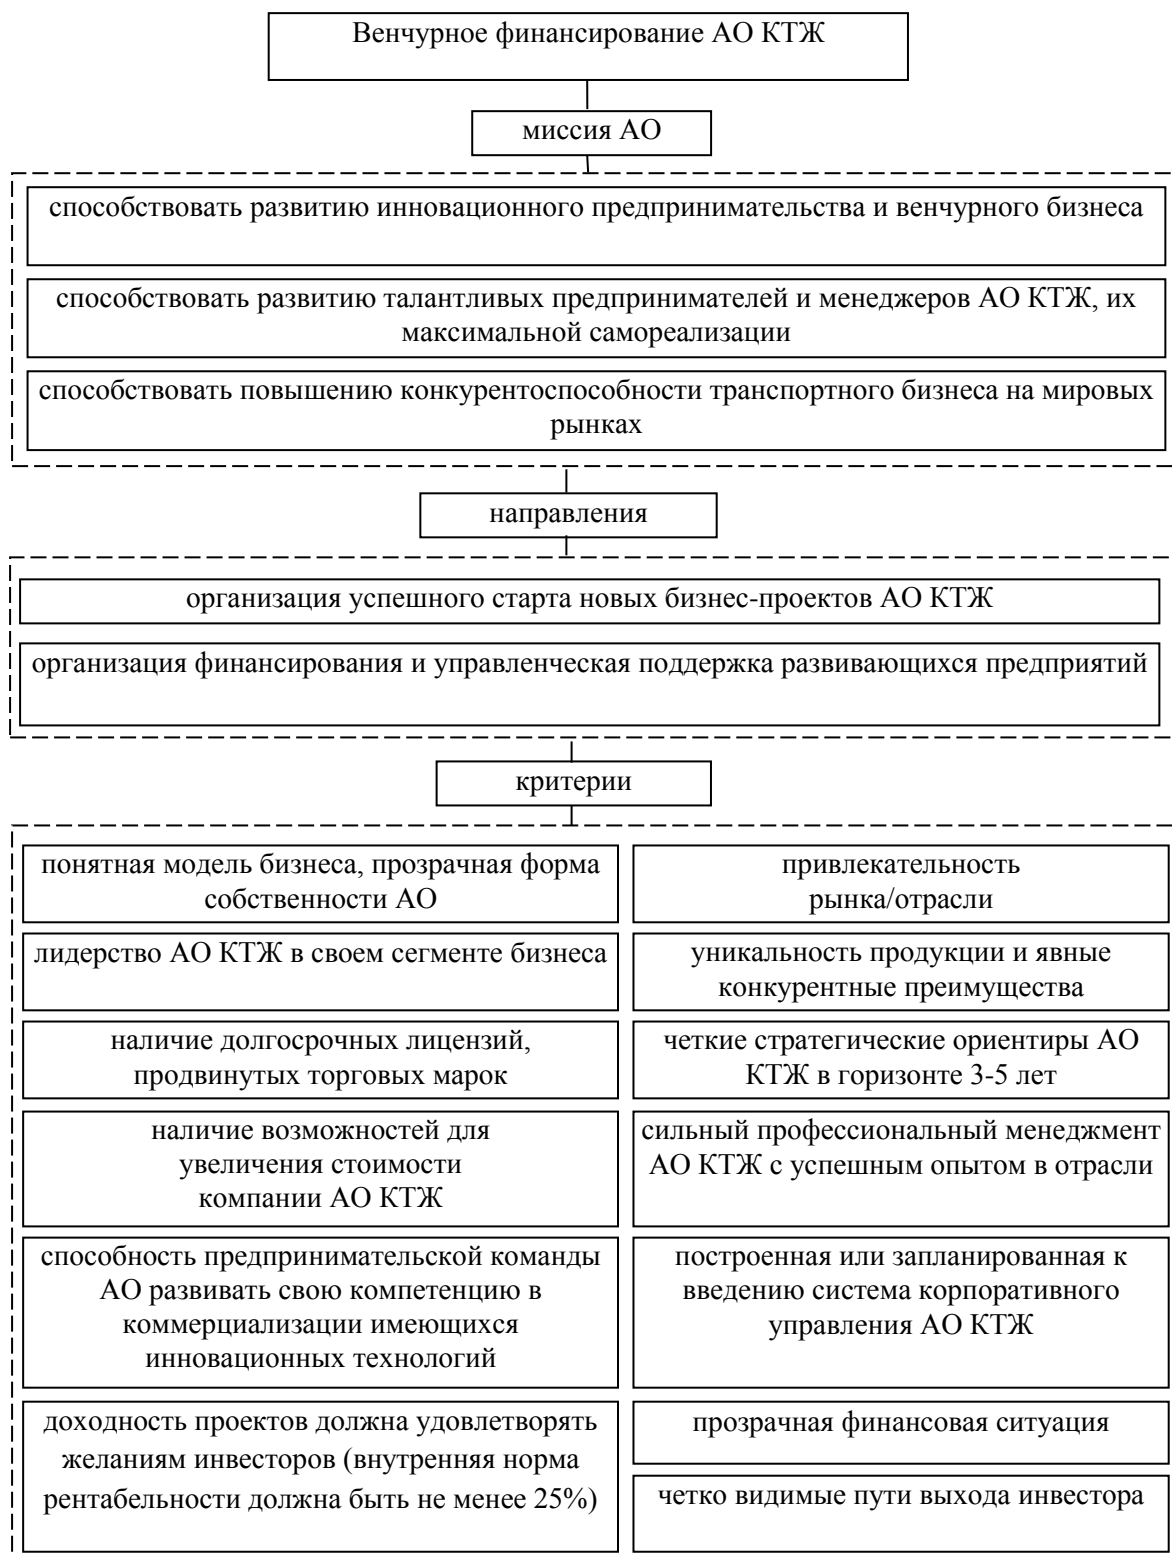 Венчурное финансирование АО КТЖ
миссия АО
способствовать развитию инновационного предпринимательства и венчурного бизнеса
способствовать развитию талантливых предпринимателей и менеджеров АО КТЖ, их
максимальной самореализации
способствовать повышению конкурентоспособности транспортного бизнеса на мировых
рынках
направления
организация успешного старта новых бизнес-проектов АО КТЖ
организация финансирования и управленческая поддержка развивающихся предприятий
критерии
понятная модель бизнеса, прозрачная форма
собственности АО
привлекательность
рынка/отрасли
лидерство АО КТЖ в своем сегменте бизнеса
уникальность продукции и явные
конкурентные преимущества
наличие долгосрочных лицензий,
продвинутых торговых марок
четкие стратегические ориентиры АО
КТЖ в горизонте 3-5 лет
наличие возможностей для
увеличения стоимости
компании АО КТЖ
сильный профессиональный менеджмент
АО КТЖ с успешным опытом в отрасли
способность предпринимательской команды
АО развивать свою компетенцию в
коммерциализации имеющихся
инновационных технологий
построенная или запланированная к
введению система корпоративного
управления АО КТЖ
доходность проектов должна удовлетворять
желаниям инвесторов (внутренняя норма
рентабельности должна быть не менее 25%)
прозрачная финансовая ситуация
четко видимые пути выхода инвестора